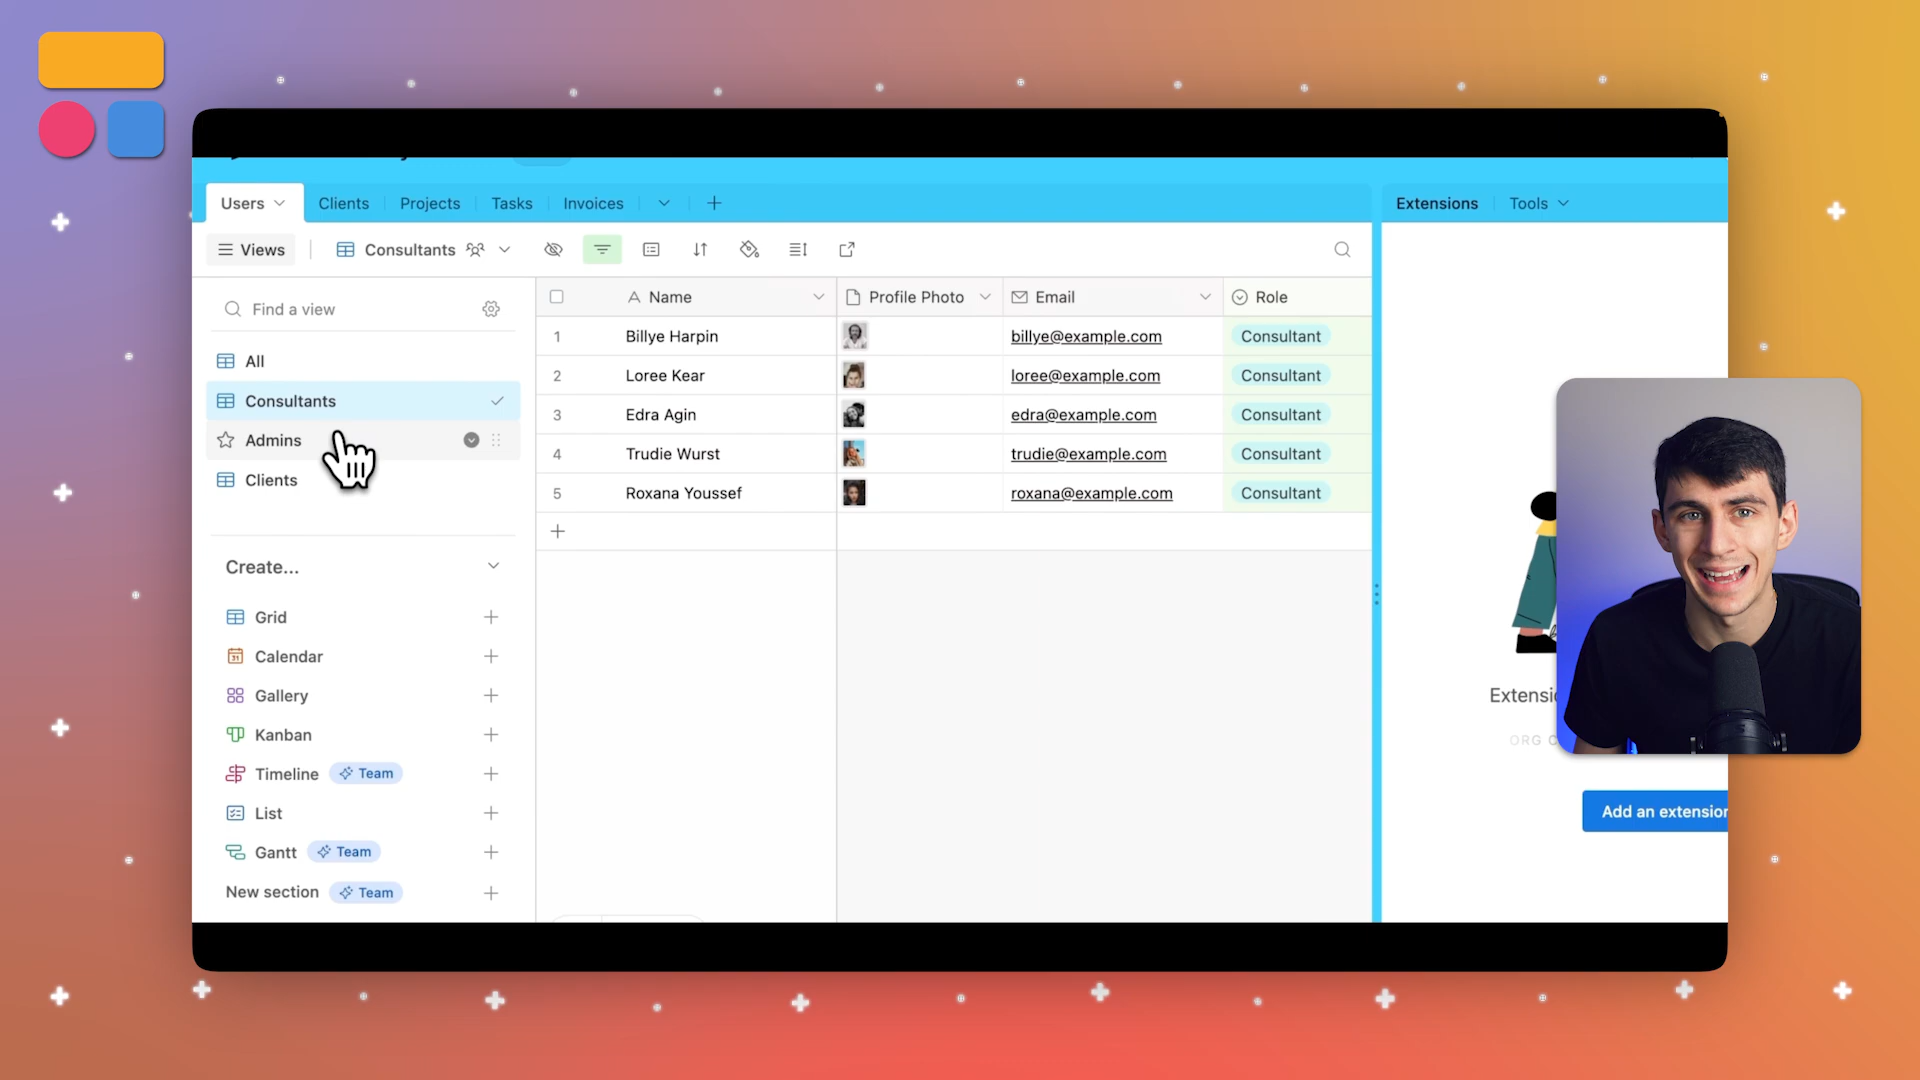 Users
Clients
Projects
Tasks
Invoices
Extensions
Tools
Views
Consultants
Find a view
All
Consultants
Admins
Clients
Create...
Grid
Calendar
Gallery
Kanban
Timeline
Team
List
Gantt
Team
New section
Team
Name
Profile Photo
Email
Role
1
Billye Harpin
billye@example.com
Consultant
2
Loree Kear
loree@example.com
Consultant
3
Edra Agin
edra@example.com
Consultant
4
Trudie Wurst
trudie@example.com
Consultant
5
Roxana Youssef
roxana@example.com
Consultant
Add an extension